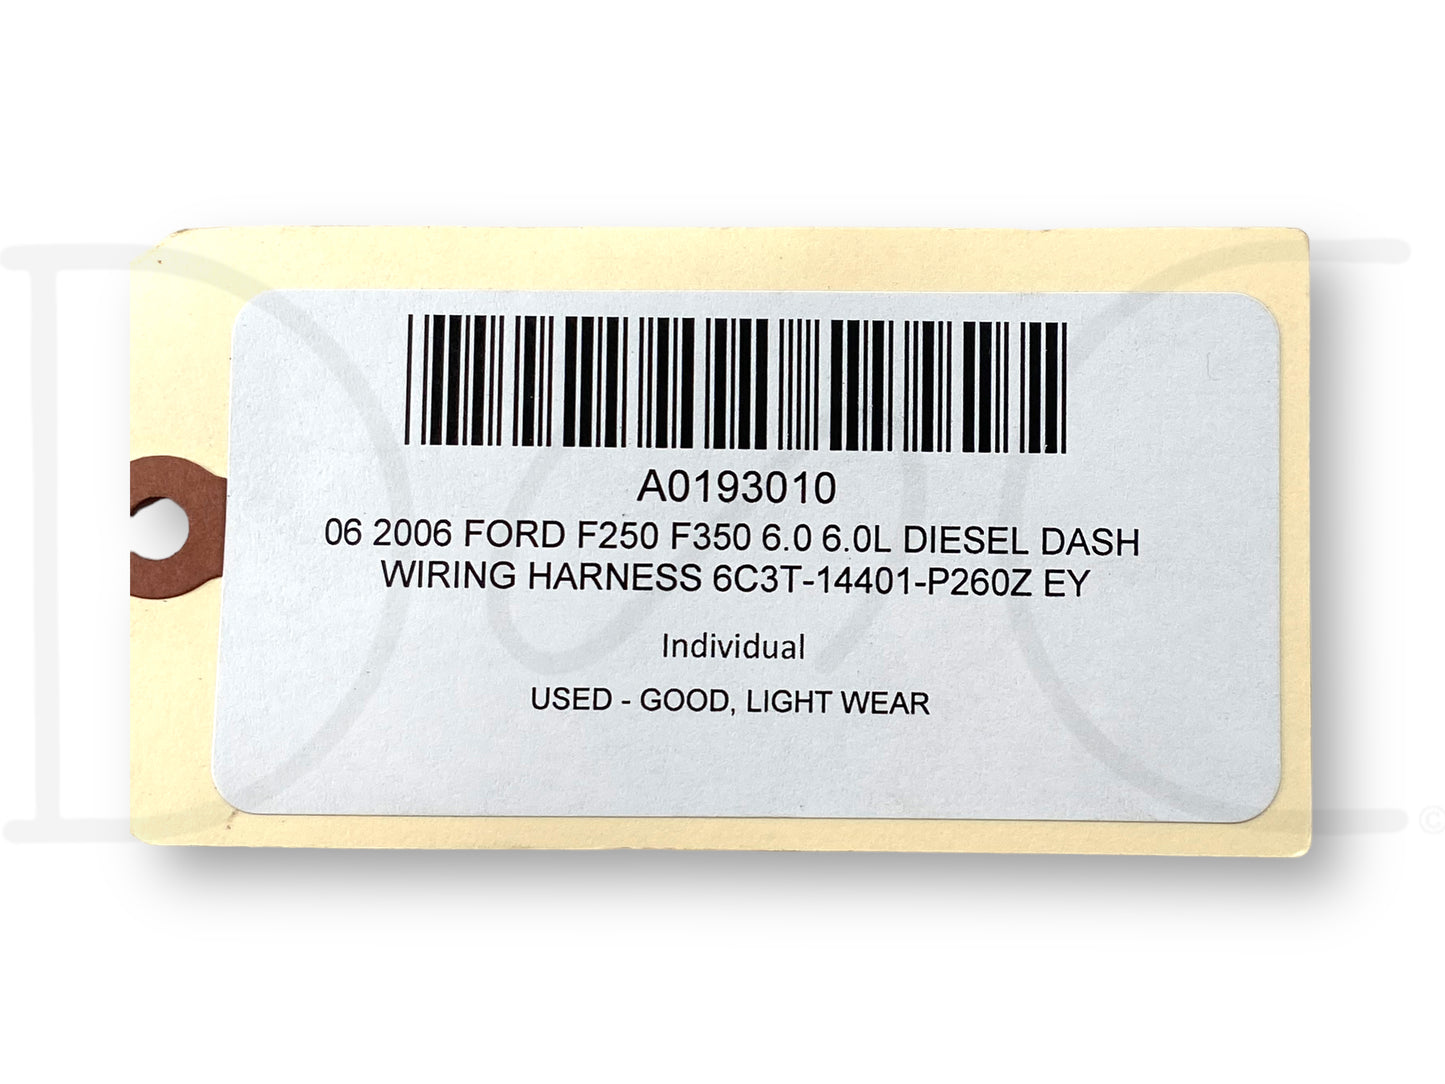 A0193010
06 2006 FORD F250 F350 6.0 6.0L DIESEL DASH
WIRING HARNESS 6C3T-14401-P260Z EY
Individual
USED - GOOD, LIGHT WEAR
©